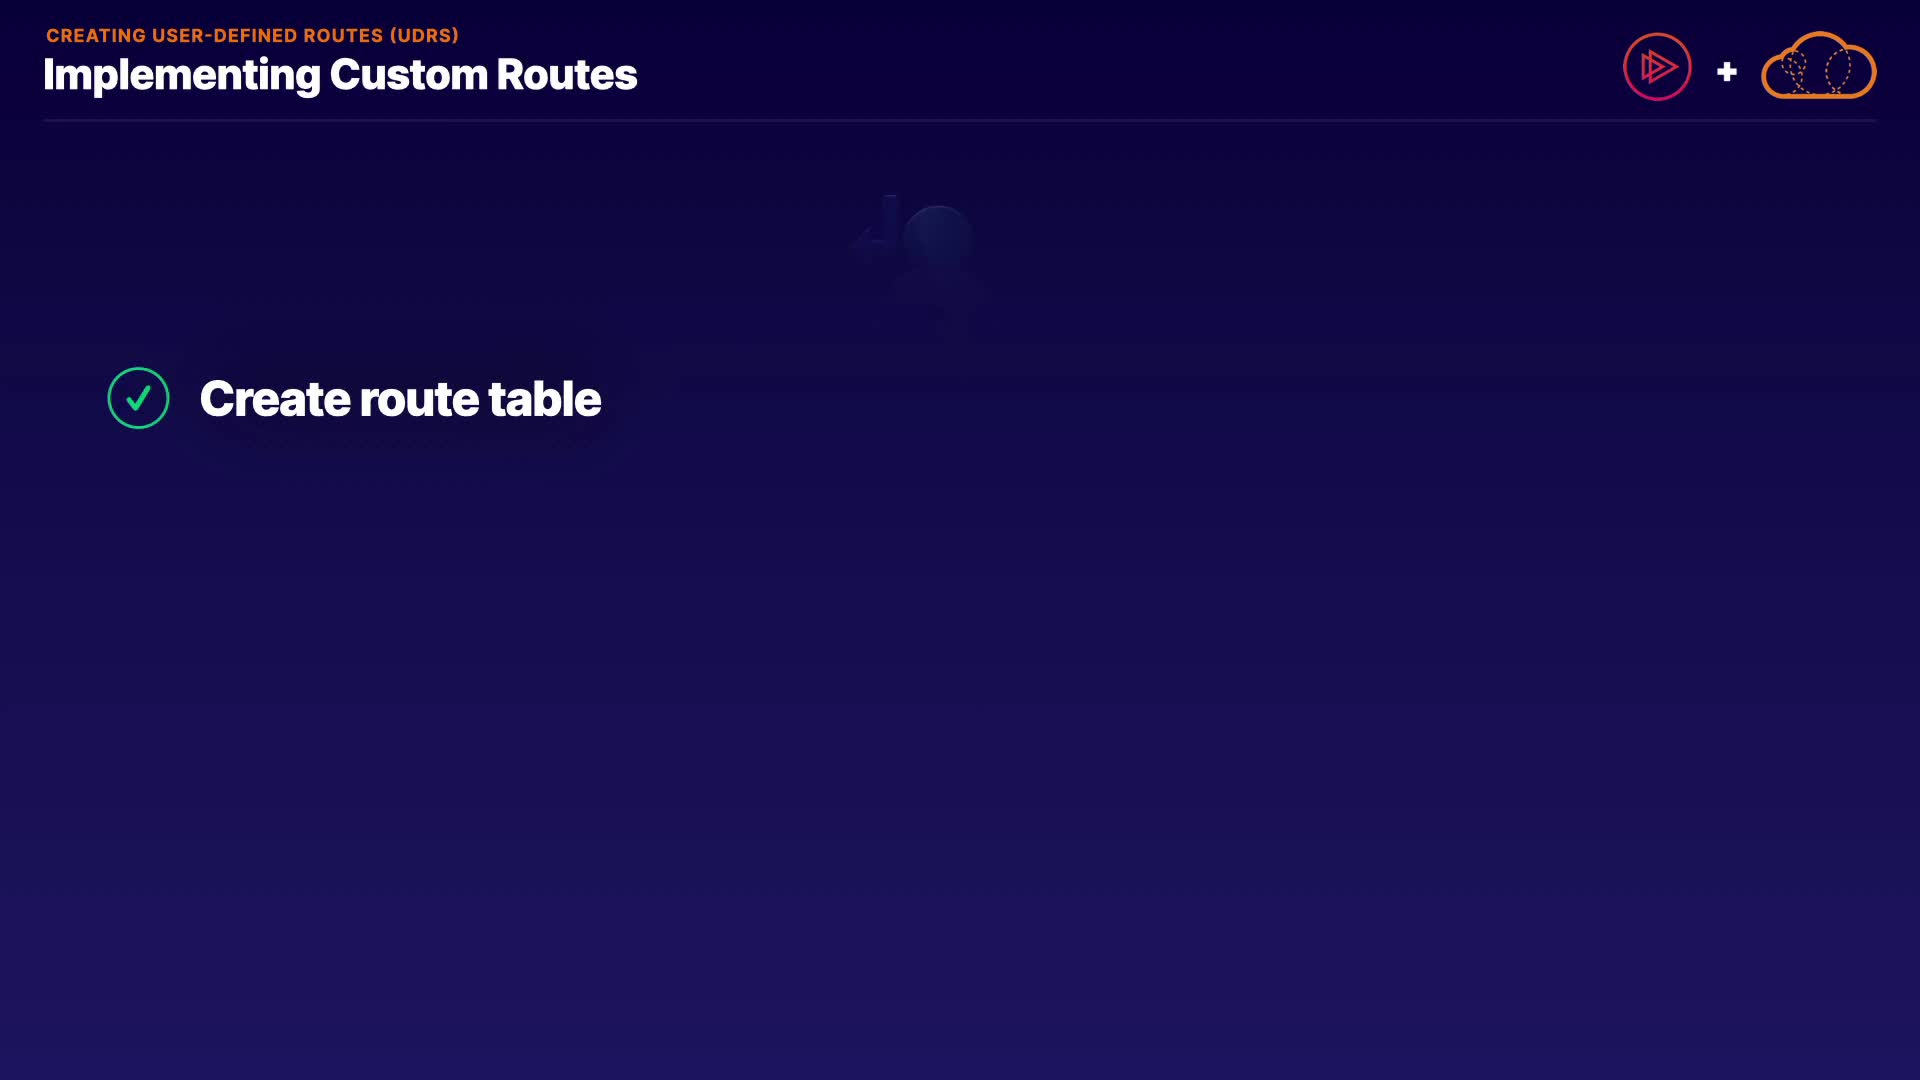 CREATING USER-DEFINED ROUTES (UDRS)
Implementing Custom Routes
+
Create route table